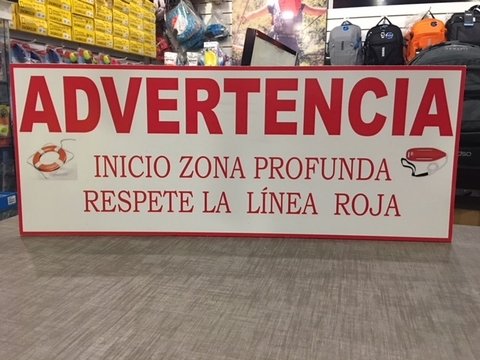 ADVERTENCIA
INICIO ZONA PROFUNDA
RESPETE LA LÍNEA ROJA